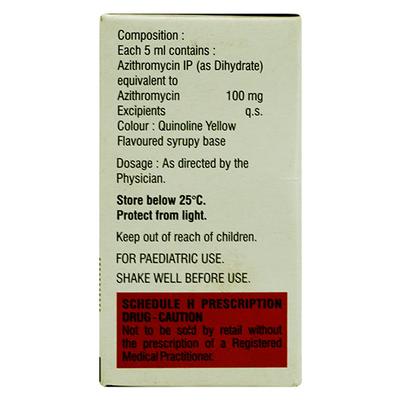 Composition :
Each 5 ml contains :
Azithromycin IP (as Dihydrate)
equivalent to
Azithromycin 100 mg
Excipients q.s.
Colour : Quinoline Yellow
Flavoured syrupy base
Dosage : As directed by the
Physician.
Store below 25°C.
Protect from light.
Keep out of reach of children.
FOR PAEDIATRIC USE.
SHAKE WELL BEFORE USE.
SCHEDULE H PRESCRIPTION
DRUG - CAUTION
Not to be sold by retail without
the prescription of a Registered
Medical Practitioner.